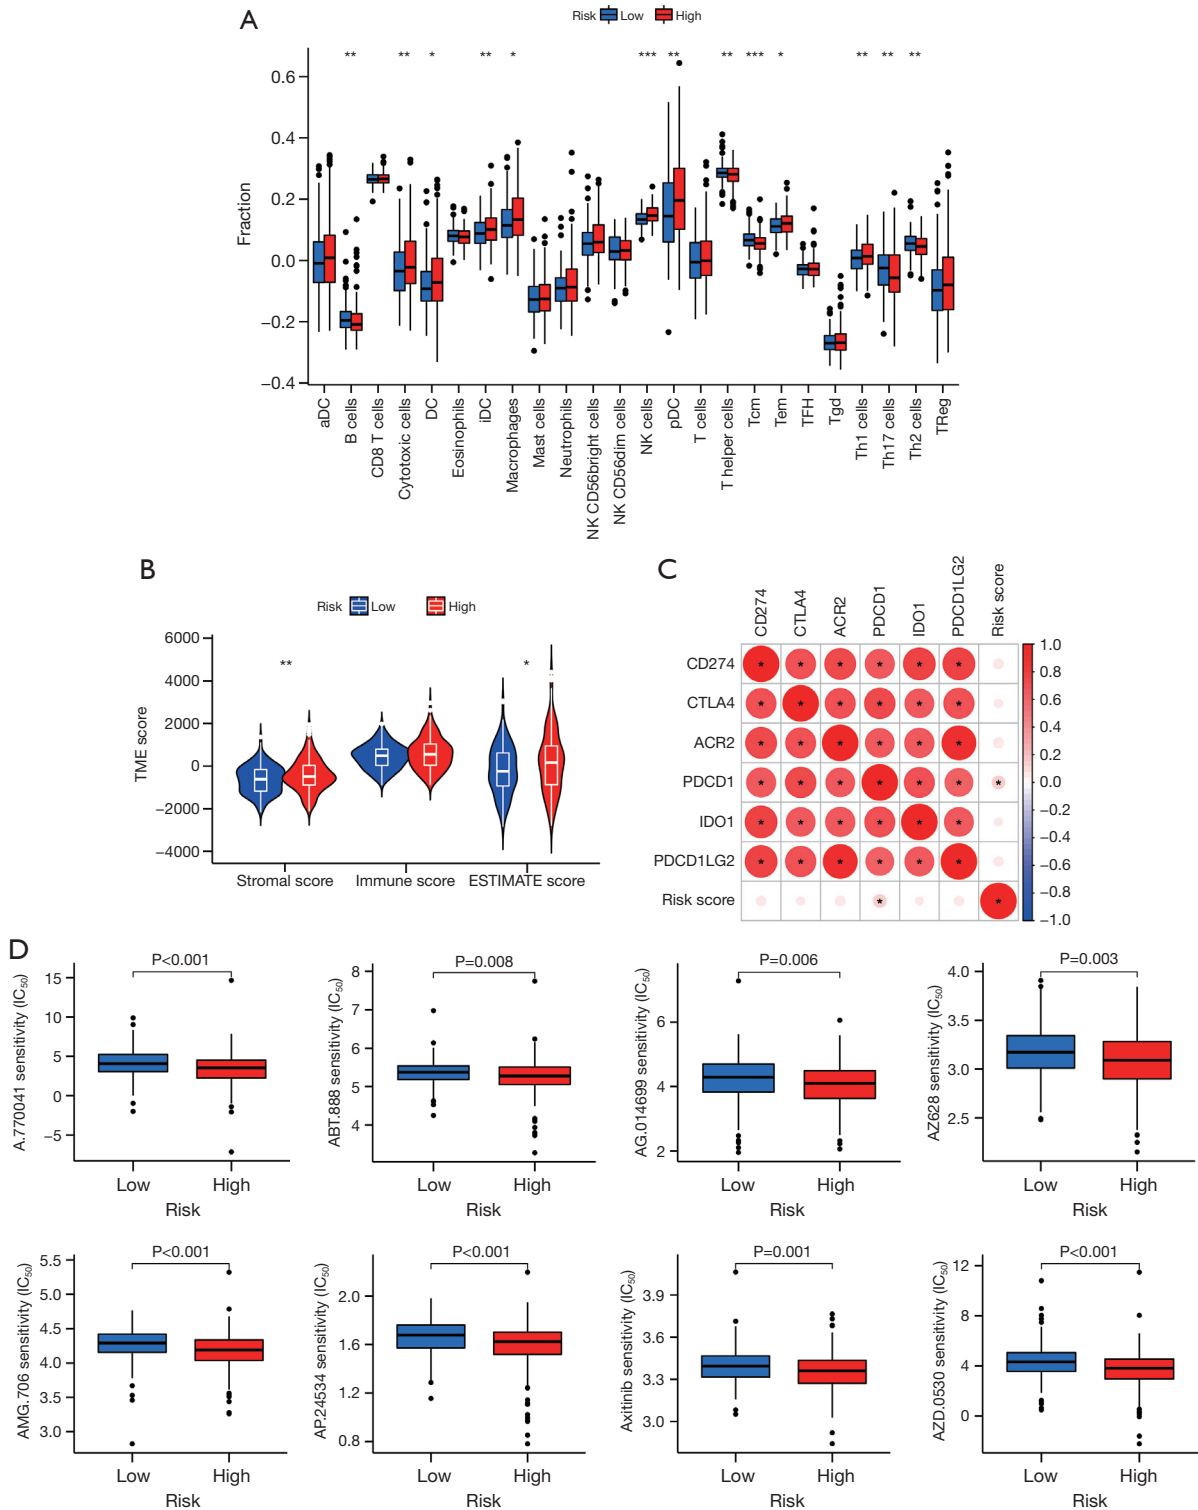 A
Risk Low High
** ** * ** * *** ** ** *** * ** ** **
Fraction
0.6
0.4
0.2
0.0
−0.2
−0.4
aDC
B cells
CD8 T cells
Cytotoxic cells
DC
Eosinophils
iDC
Macrophages
Mast cells
Neutrophils
NK CD56bright cells
NK CD56dim cells
NK cells
pDC
T cells
T helper cells
Tcm
Tem
TFH
Tgd
Th1 cells
Th17 cells
Th2 cells
TReg
B
Risk Low High
TME score
6000
4000
2000
0
−2000
−4000
** *
Stromal score Immune score ESTIMATE score
C
CD274
CTLA4
ACR2
PDCD1
IDO1
PDCD1LG2
Risk score
CD274 * * * * * *
CTLA4 * * * * * *
ACR2 * * * * * *
PDCD1 * * * * * * *
IDO1 * * * * * *
PDCD1LG2 * * * * * *
Risk score * *
1.0
0.8
0.6
0.4
0.2
0.0
−0.2
−0.4
−0.6
−0.8
−1.0
D
A.770041 sensitivity (IC50)
15
10
5
0
−5
P<0.001
Low High
Risk
ABT.888 sensitivity (IC50)
8
7
6
5
4
P=0.008
Low High
Risk
AG.014699 sensitivity (IC50)
6
4
2
P=0.006
Low High
Risk
AZ628 sensitivity (IC50)
4.0
3.5
3.0
2.5
P=0.003
Low High
Risk
AMG.706 sensitivity (IC50)
5.5
5.0
4.5
4.0
3.5
3.0
P<0.001
Low High
Risk
AP.24534 sensitivity (IC50)
2.0
1.6
1.2
0.8
P<0.001
Low High
Risk
Axitinib sensitivity (IC50)
3.9
3.6
3.3
3.0
P=0.001
Low High
Risk
AZD.0530 sensitivity (IC50)
12
8
4
0
P<0.001
Low High
Risk